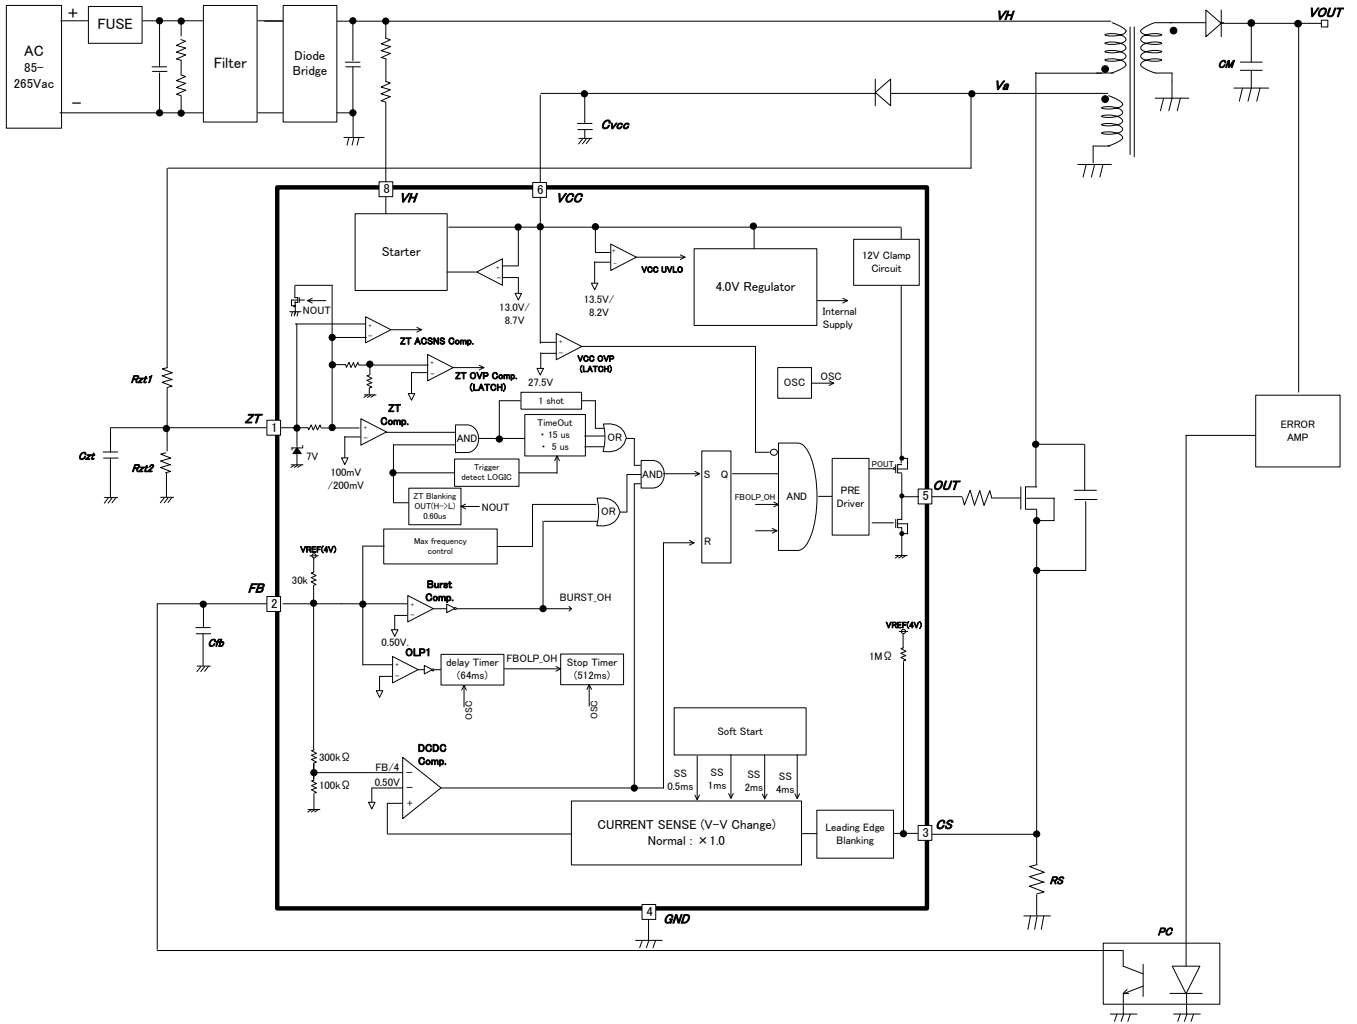 +
FUSE
AC
85-
265Vac
−
Filter
Diode
Bridge
VH
VOUT
CM
Va
Cvcc
8
VH
6
VCC
Starter
13.0V/
8.7V
VCC UVLO
13.5V/
8.2V
4.0V Regulator
Internal
Supply
12V Clamp
Circuit
NOUT
ZT ACSNS Comp.
ZT OVP Comp.
(LATCH)
VCC OVP
(LATCH)
27.5V
OSC
OSC
Rzt1
ZT
1
Czt
Rzt2
7V
ZT
Comp.
100mV
/200mV
AND
1 shot
TimeOut
・15 us
・5 us
OR
Trigger
detect LOGIC
ZT Blanking
OUT(H->L)
0.60us
NOUT
AND
OR
S
Q
R
FBOLP_OH
AND
PRE
Driver
POUT
5
OUT
ERROR
AMP
Max frequency
control
VREF(4V)
30k
FB
2
Cfb
Burst
Comp.
0.50V.
BURST_OH
OLP1
delay Timer
(64ms)
FBOLP_OH
Stop Timer
(512ms)
OSC
OSC
VREF(4V)
1MΩ
Soft Start
SS
0.5ms
SS
1ms
SS
2ms
SS
4ms
300kΩ
100kΩ
FB/4
0.50V
DCDC
Comp.
−
−
+
CURRENT SENSE (V-V Change)
Normal : ×1.0
Leading Edge
Blanking
3
CS
RS
4
GND
PC